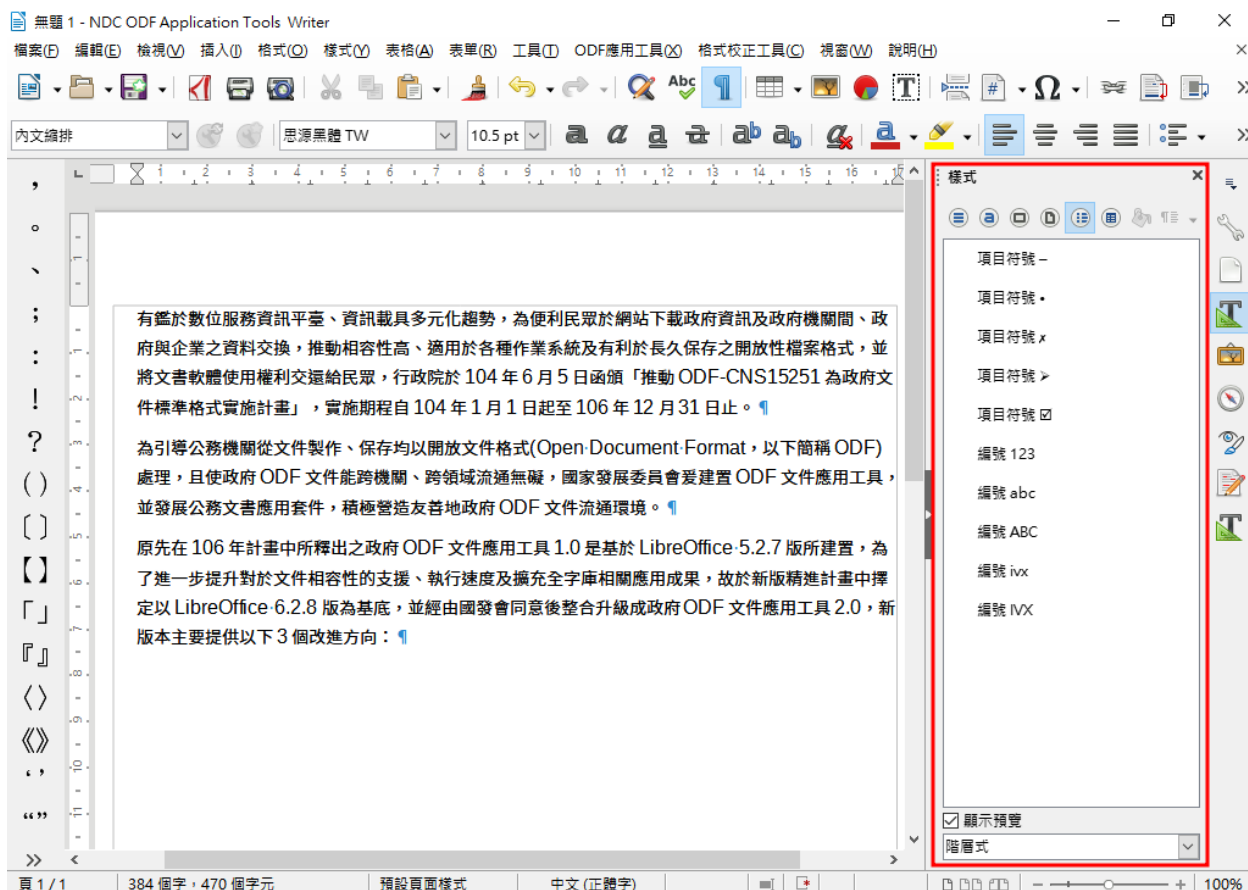 無題 1 - NDC ODF Application Tools Writer
檔案(F) 編輯(E) 檢視(V) 插入(I) 格式(O) 樣式(Y) 表格(A) 表單(R) 工具(T) ODF應用工具(X) 格式校正工具(C) 視窗(W) 說明(H)
內文編排 思源黑體 TW 10.5 pt
樣式
項目符號 –
項目符號 •
項目符號 ✗
項目符號 ➢
項目符號 ☑
編號 123
編號 abc
編號 ABC
編號 ivx
編號 IVX
顯示預覽
階層式
1 2 3 4 5 6 7 8 9 10 11 12 13 14 15 16 17
,
。
、
;
:
!
?
( )
〔 〕
【 】
「 」
『 』
〈 〉
《 》
‘ ’
“ ”
有鑑於數位服務資訊平臺、資訊載具多元化趨勢,為便利民眾於網站下載政府資訊及政府機關間、政
府與企業之資料交換,推動相容性高、適用於各種作業系統及有利於長久保存之開放性檔案格式,並
將文書軟體使用權利交還給民眾,行政院於 104 年 6 月 5 日函頒「推動 ODF-CNS15251 為政府文
件標準格式實施計畫」,實施期程自 104 年 1 月 1 日起至 106 年 12 月 31 日止。¶
為引導公務機關從文件製作、保存均以開放文件格式(Open·Document·Format,以下簡稱 ODF)
處理,且使政府 ODF 文件能跨機關、跨領域流通無礙,國家發展委員會爰建置 ODF 文件應用工具,
並發展公務文書應用套件,積極營造友善地政府 ODF 文件流通環境。¶
原先在 106 年計畫中所釋出之政府 ODF 文件應用工具 1.0 是基於 LibreOffice·5.2.7 版所建置,為
了進一步提升對於文件相容性的支援、執行速度及擴充全字庫相關應用成果,故於新版精進計畫中擇
定以 LibreOffice·6.2.8 版為基底,並經由國發會同意後整合升級成政府 ODF 文件應用工具 2.0,新
版本主要提供以下 3 個改進方向:¶
頁 1 / 1 384 個字,470 個字元 預設頁面樣式 中文 (正體字) 100%